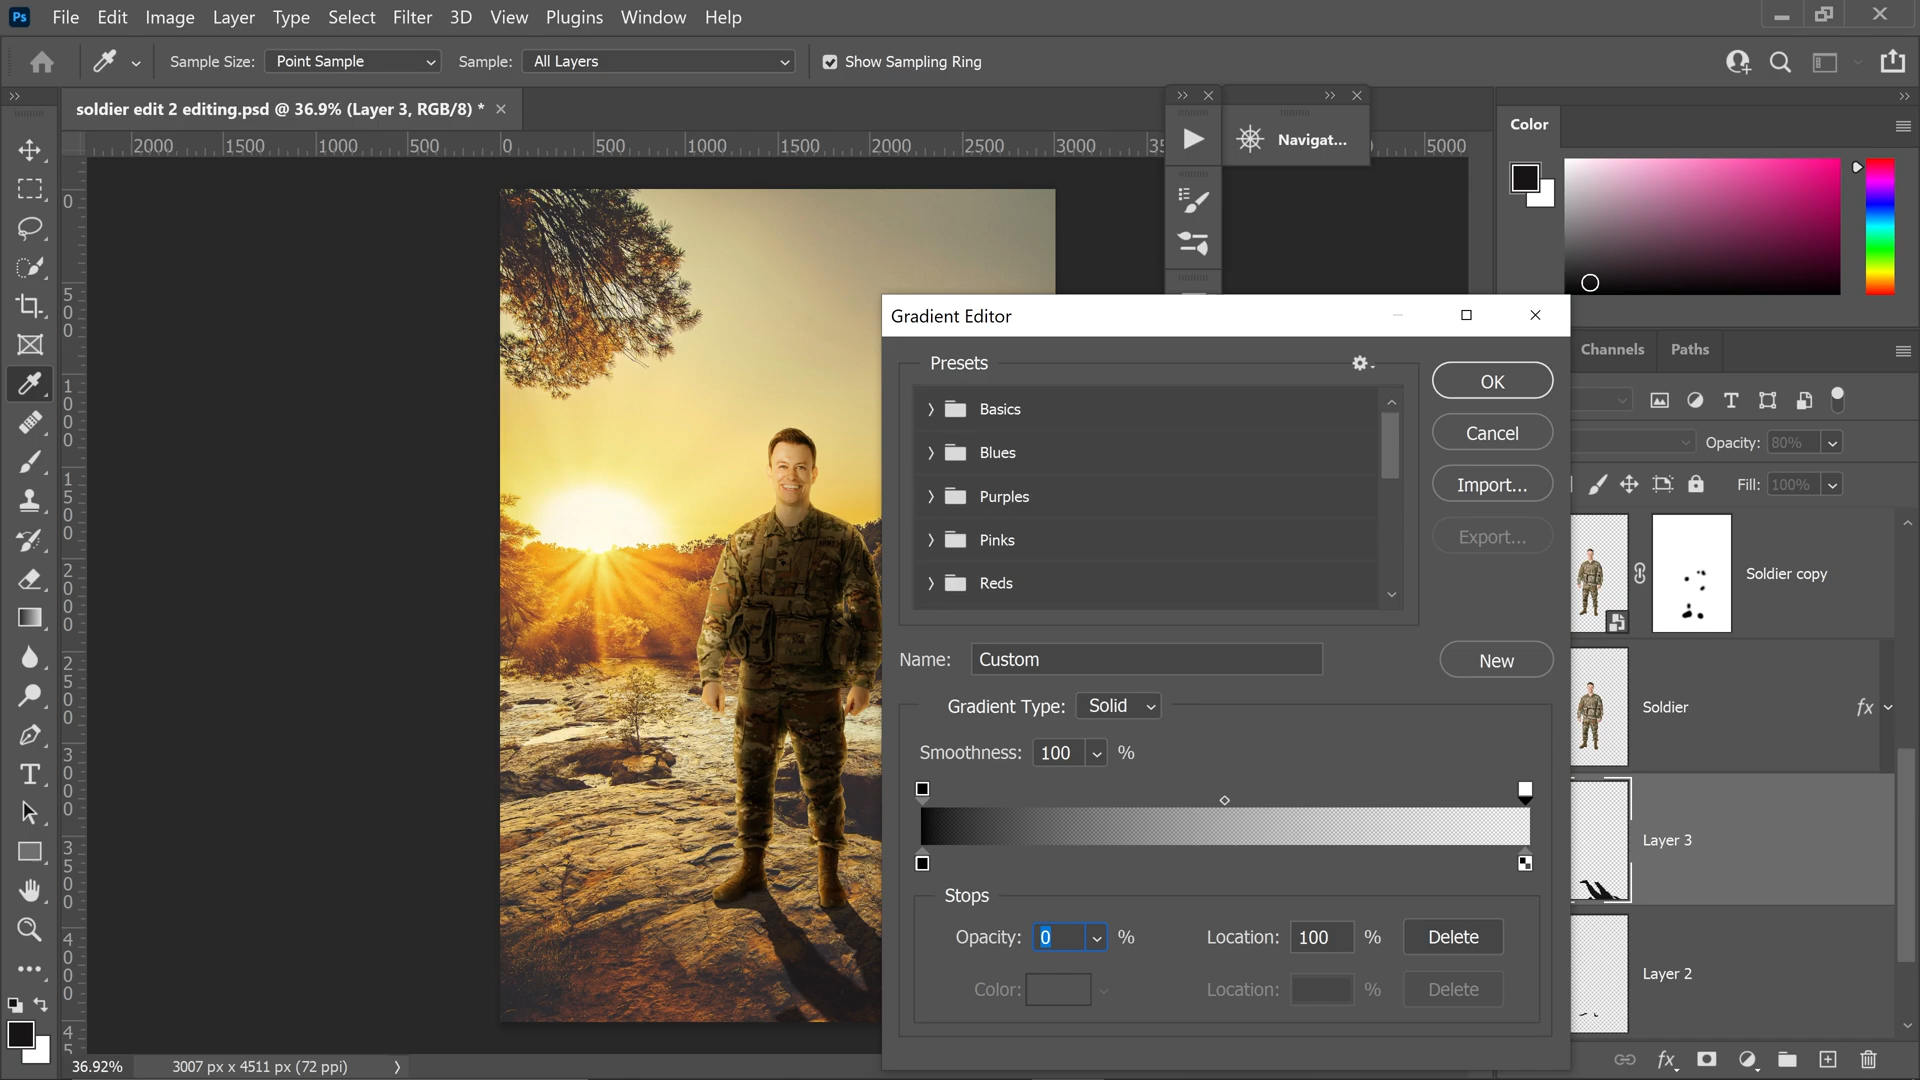 Ps File Edit Image Layer Type Select Filter 3D View Plugins Window Help
Sample Size: Point Sample Sample: All Layers Show Sampling Ring
soldier edit 2 editing.psd @ 36.9% (Layer 3, RGB/8) *
2000 1500 1000 500 0 500 1000 1500 2000 2500 3000 5000
Navigat...
Color
Gradient Editor
Channels Paths
Presets
OK
Basics
Cancel
Blues
Opacity: 80%
Import...
Fill: 100%
Purples
Export...
Pinks
Reds
Soldier copy
Name: Custom
New
Gradient Type: Solid
Soldier fx
Smoothness: 100 %
Layer 3
Stops
Opacity: 0 % Location: 100 % Delete
Layer 2
Color: Location: % Delete
36.92% 3007 px x 4511 px (72 ppi)
fx